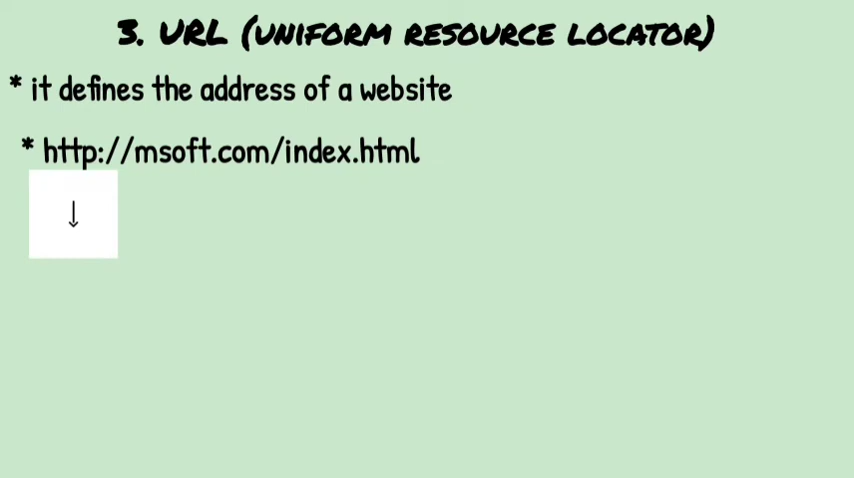 3. URL (UNIFORM RESOURCE LOCATOR)
* it defines the address of a website
* http://msoft.com/index.html
↓